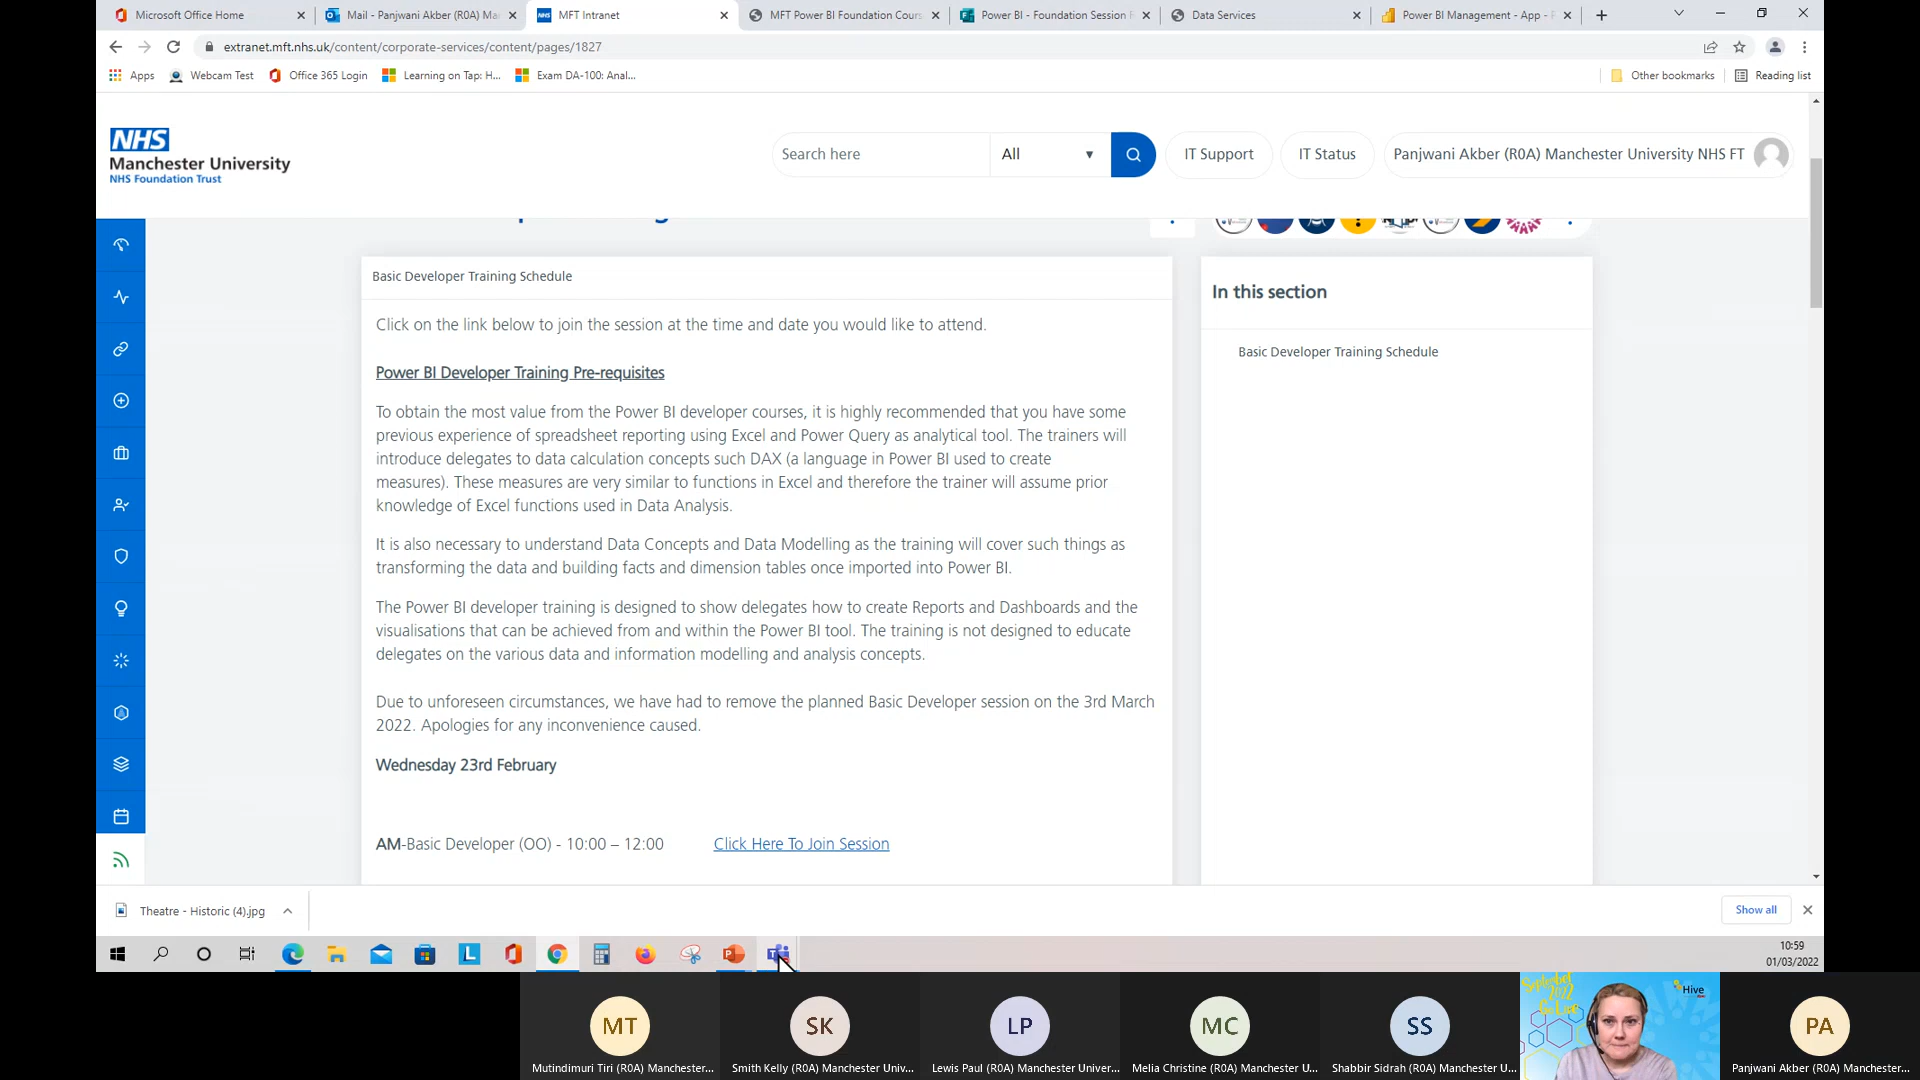 Microsoft Office Home
Mail - Panjwani Akber (R0A) Ma
MFT Intranet
MFT Power BI Foundation Cours
Power BI - Foundation Session F
Data Services
Power BI Management - App -
extranet.mft.nhs.uk/content/corporate-services/content/pages/1827
Apps
Webcam Test
Office 365 Login
Learning on Tap: H...
Exam DA-100: Anal...
Other bookmarks
Reading list
NHS
Manchester University
NHS Foundation Trust
Search here
All
IT Support
IT Status
Panjwani Akber (R0A) Manchester University NHS FT
Basic Developer Training Schedule
Click on the link below to join the session at the time and date you would like to attend.
Power BI Developer Training Pre-requisites
To obtain the most value from the Power BI developer courses, it is highly recommended that you have some
previous experience of spreadsheet reporting using Excel and Power Query as analytical tool. The trainers will
introduce delegates to data calculation concepts such DAX (a language in Power BI used to create
measures). These measures are very similar to functions in Excel and therefore the trainer will assume prior
knowledge of Excel functions used in Data Analysis.
It is also necessary to understand Data Concepts and Data Modelling as the training will cover such things as
transforming the data and building facts and dimension tables once imported into Power BI.
The Power BI developer training is designed to show delegates how to create Reports and Dashboards and the
visualisations that can be achieved from and within the Power BI tool. The training is not designed to educate
delegates on the various data and information modelling and analysis concepts.
Due to unforeseen circumstances, we have had to remove the planned Basic Developer session on the 3rd March
2022. Apologies for any inconvenience caused.
Wednesday 23rd February
AM-Basic Developer (OO) - 10:00 – 12:00
Click Here To Join Session
In this section
Basic Developer Training Schedule
Theatre - Historic (4).jpg
Show all
10:59
01/03/2022
MT
Mutindimuri Tiri (R0A) Manchester...
SK
Smith Kelly (R0A) Manchester Univ...
LP
Lewis Paul (R0A) Manchester Univer...
MC
Melia Christine (R0A) Manchester U...
SS
Shabbir Sidrah (R0A) Manchester U...
September
2022
Go Live
Hive
PA
Panjwani Akber (R0A) Manchester...